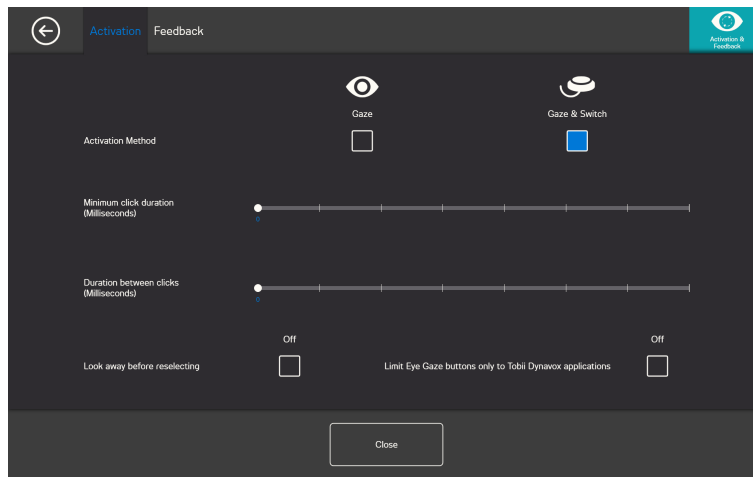 Activation Feedback
Activation &
Feedback
Gaze
Gaze & Switch
Activation Method
Minimum click duration
(Milliseconds)
0
Duration between clicks
(Milliseconds)
0
Off
Off
Look away before reselecting
Limit Eye Gaze buttons only to Tobii Dynavox applications
Close